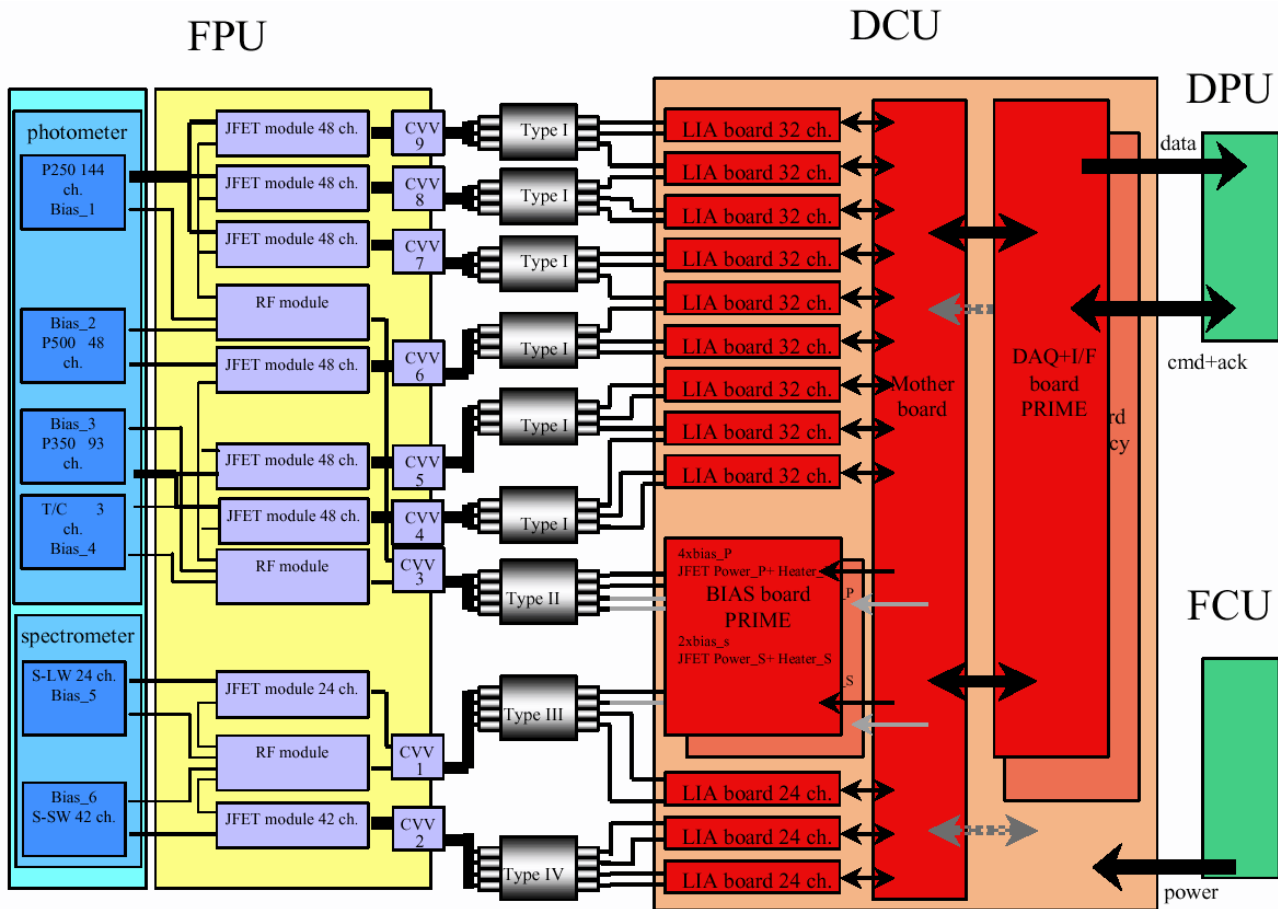 FPU
DCU
DPU
FCU
photometer
P250 144
ch.
Bias_1
Bias_2
P500 48
ch.
Bias_3
P350 93
ch.
T/C 3
ch.
Bias_4
spectrometer
S-LW 24 ch.
Bias_5
Bias_6
S-SW 42 ch.
JFET module 48 ch.
JFET module 48 ch.
JFET module 48 ch.
RF module
JFET module 48 ch.
JFET module 48 ch.
JFET module 48 ch.
RF module
JFET module 24 ch.
RF module
JFET module 42 ch.
CVV
9
CVV
8
CVV
7
CVV
6
CVV
5
CVV
4
CVV
3
CVV
1
CVV
2
Type I
Type I
Type I
Type I
Type I
Type I
Type II
Type III
Type IV
LIA board 32 ch.
LIA board 32 ch.
LIA board 32 ch.
LIA board 32 ch.
LIA board 32 ch.
LIA board 32 ch.
LIA board 32 ch.
LIA board 32 ch.
LIA board 32 ch.
4xbias_P
JFET Power_P+ Heater_
_P
BIAS board
PRIME
2xbias_s
JFET Power_S+ Heater_S
_S
LIA board 24 ch.
LIA board 24 ch.
LIA board 24 ch.
Mother
board
DAQ+I/F
board
PRIME
rd
cy
data
cmd+ack
power